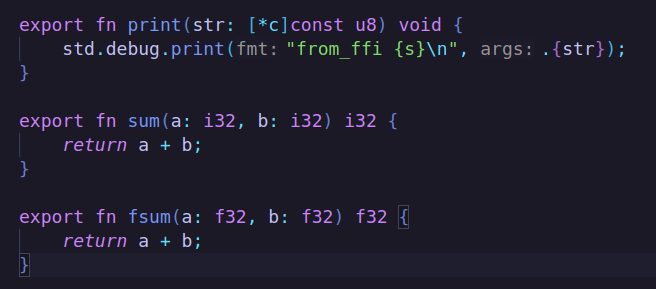 export fn print(str: [*c]const u8) void {
    std.debug.print(fmt: "from_ffi {s}\n", args: .{str});
}

export fn sum(a: i32, b: i32) i32 {
    return a + b;
}

export fn fsum(a: f32, b: f32) f32 {
    return a + b;
}